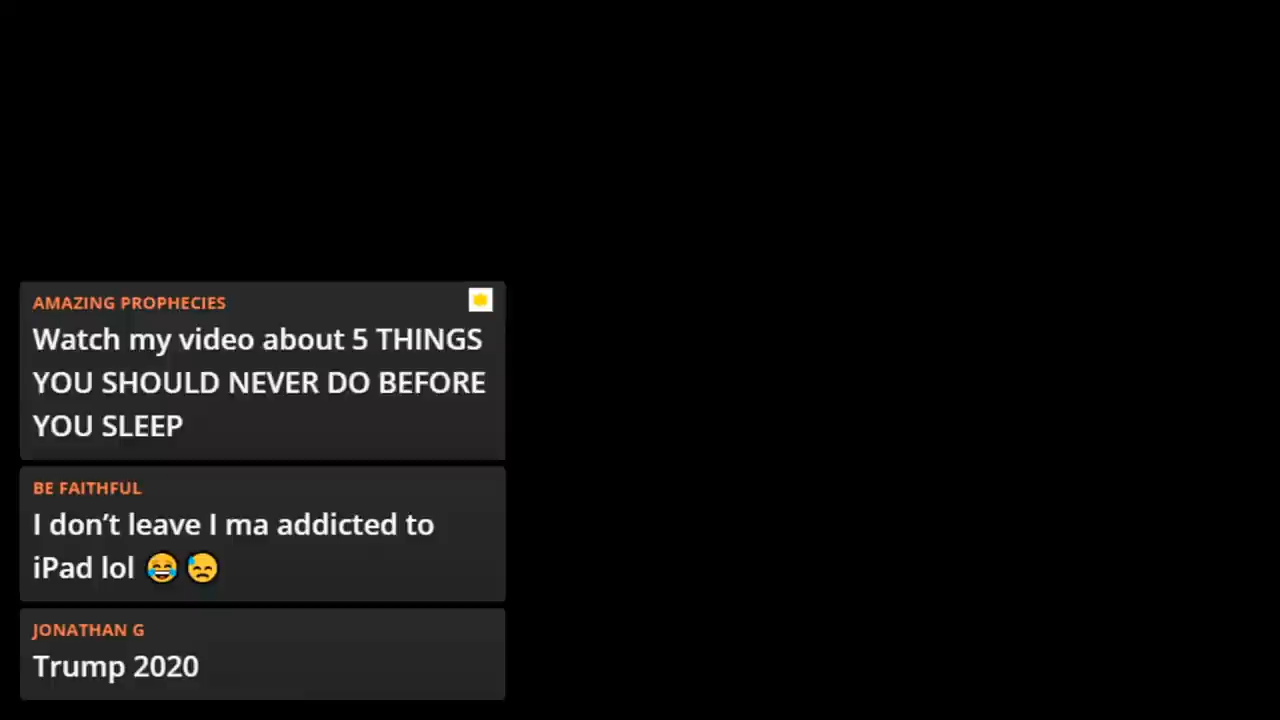 AMAZING PROPHECIES
Watch my video about 5 THINGS
YOU SHOULD NEVER DO BEFORE
YOU SLEEP
BE FAITHFUL
I don’t leave I ma addicted to
iPad lol 😂 😓
JONATHAN G
Trump 2020